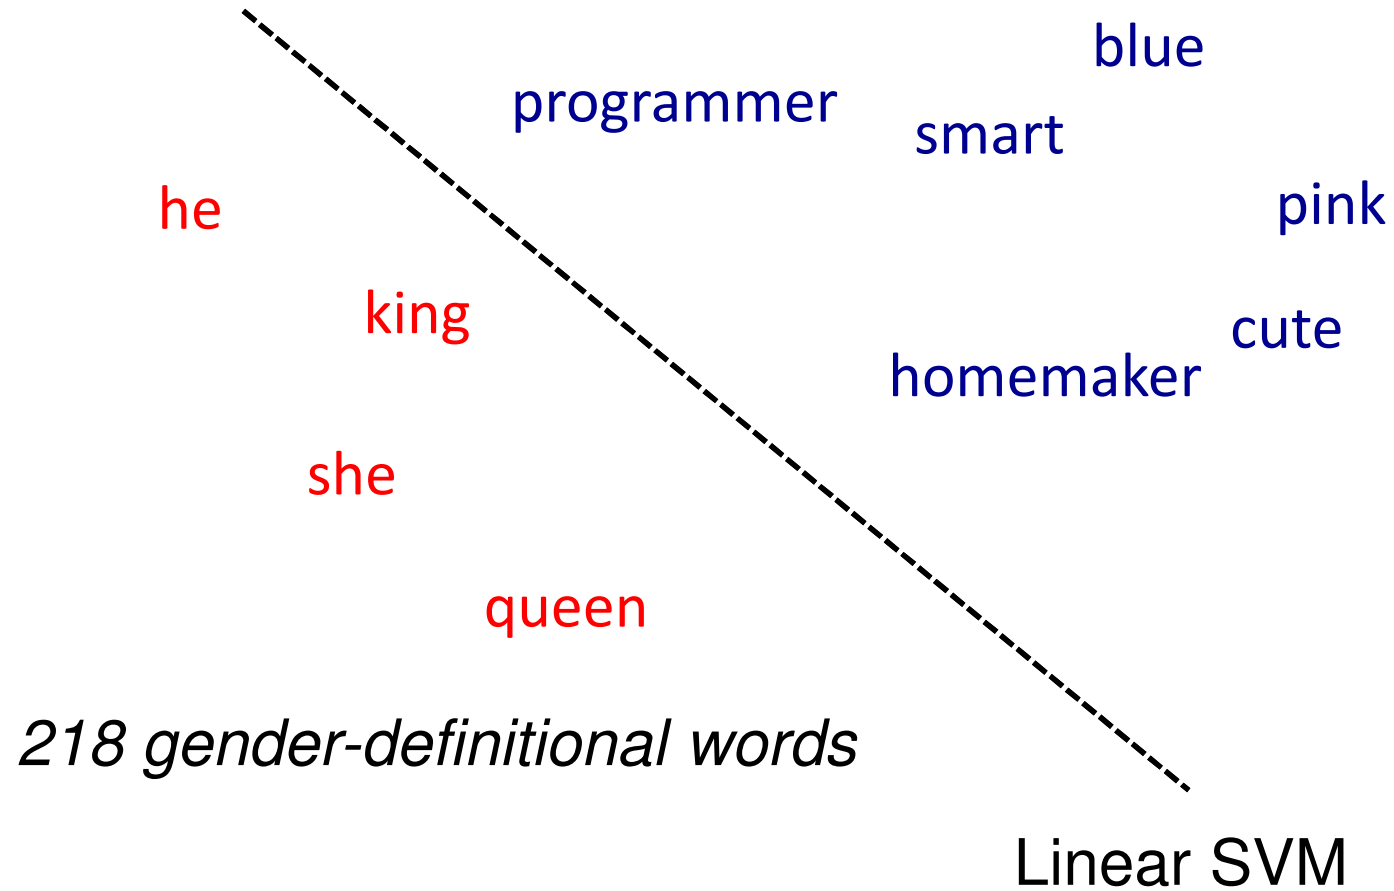 blue
programmer
smart
pink
he
king
cute
homemaker
she
queen
218 gender-definitional words
Linear SVM